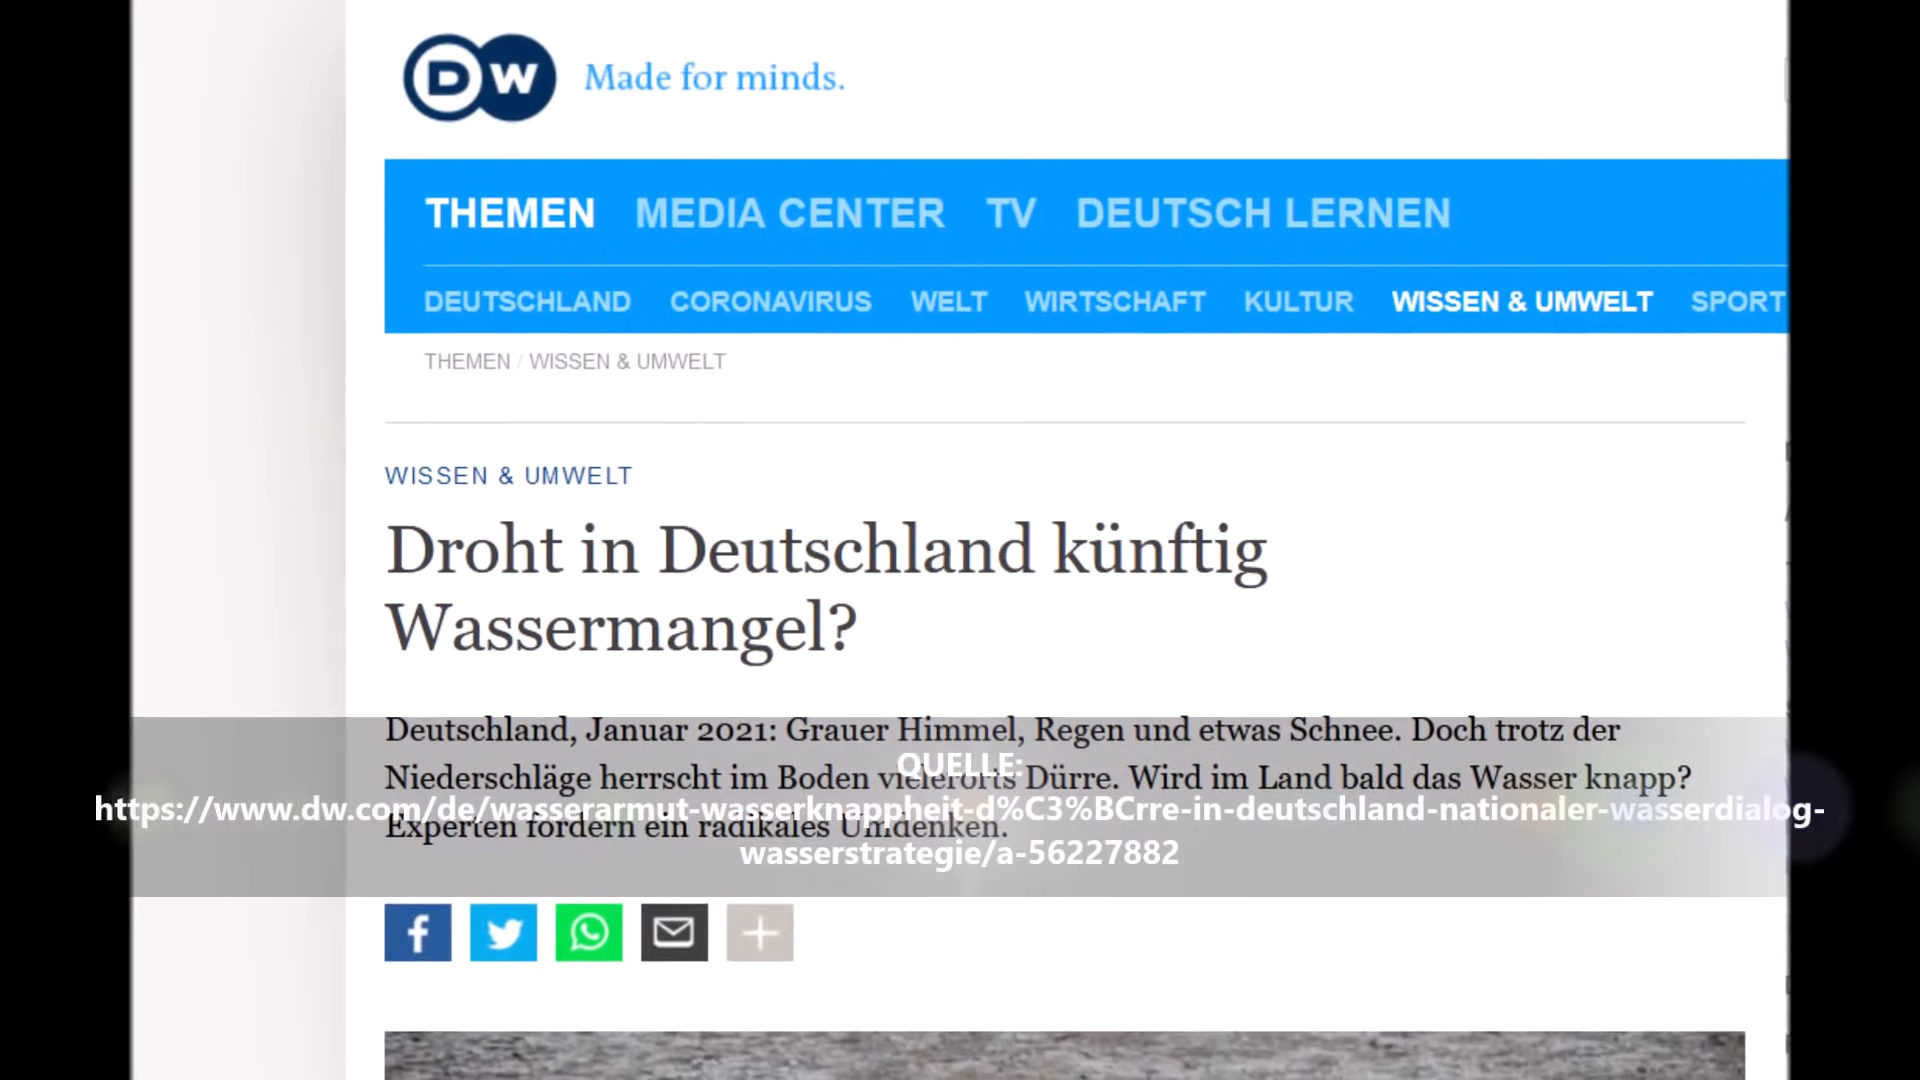 DW Made for minds.
THEMEN MEDIA CENTER TV DEUTSCH LERNEN
DEUTSCHLAND CORONAVIRUS WELT WIRTSCHAFT KULTUR WISSEN & UMWELT SPORT
THEMEN / WISSEN & UMWELT
WISSEN & UMWELT
Droht in Deutschland künftig
Wassermangel?
Deutschland, Januar 2021: Grauer Himmel, Regen und etwas Schnee. Doch trotz der
Niederschläge herrscht im Boden vielerorts Dürre. Wird im Land bald das Wasser knapp?
Experten fordern ein radikales Umdenken.
QUELLE:
https://www.dw.com/de/wasserarmut-wasserknappheit-d%C3%BCrre-in-deutschland-nationaler-wasserdialog-
wasserstrategie/a-56227882